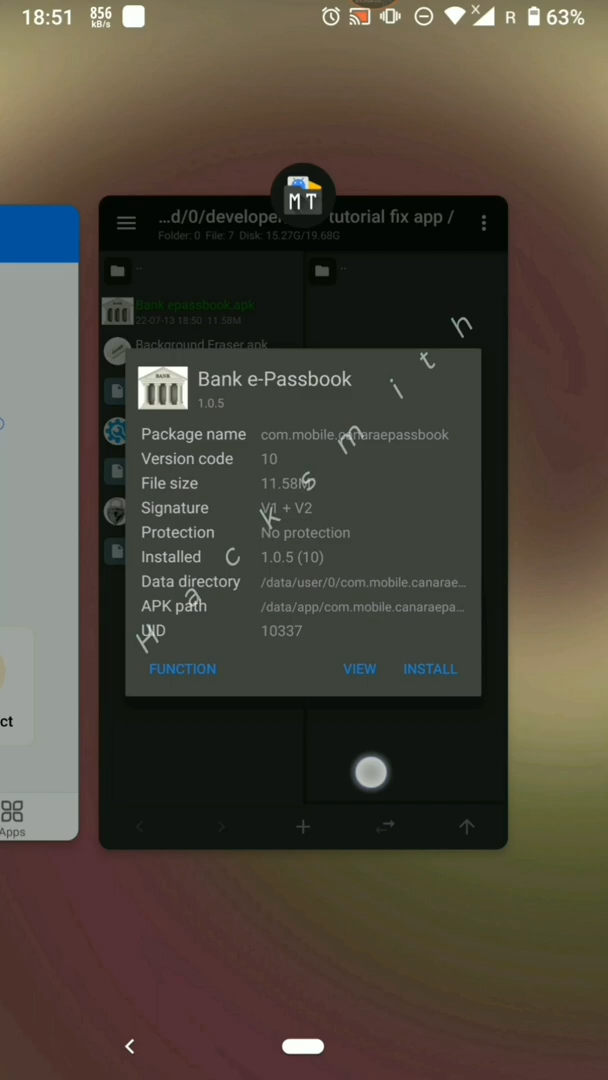 18:51 856 kB/s R 63%
MT
…d/0/develope tutorial fix app /
Folder: 0 File: 7 Disk: 15.27G/19.68G
..
..
Bank epassbook.apk
22-07-13 18:50 11.58M
Background Eraser.apk
Bank e-Passbook
1.0.5
Package name com.mobile.canaraepassbook
Version code 10
File size 11.58M
Signature V1 + V2
Protection No protection
Installed 1.0.5 (10)
Data directory /data/user/0/com.mobile.canarae…
APK path /data/app/com.mobile.canaraepa…
UID 10337
FUNCTION VIEW INSTALL
Hacksmith
ct
Apps